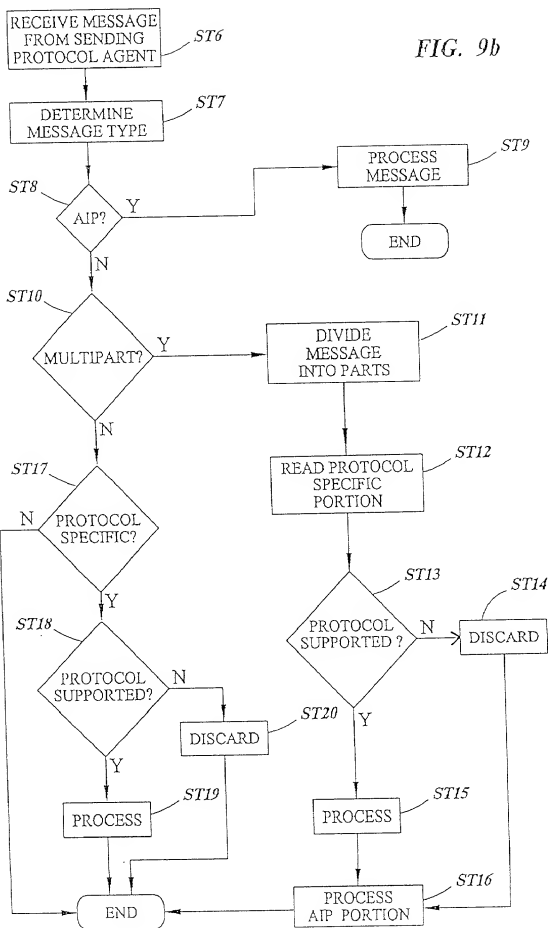 RECEIVE MESSAGE
FROM SENDING
PROTOCOL AGENT
ST6
FIG. 9b
DETERMINE
MESSAGE TYPE
ST7
ST8
AIP?
Y
N
PROCESS
MESSAGE
ST9
END
ST10
MULTIPART?
Y
N
DIVIDE
MESSAGE
INTO PARTS
ST11
READ PROTOCOL
SPECIFIC
PORTION
ST12
ST17
PROTOCOL
SPECIFIC?
N
Y
ST13
PROTOCOL
SUPPORTED ?
N
Y
ST14
DISCARD
ST18
PROTOCOL
SUPPORTED?
N
Y
ST20
DISCARD
ST19
PROCESS
ST15
PROCESS
ST16
PROCESS
AIP PORTION
END